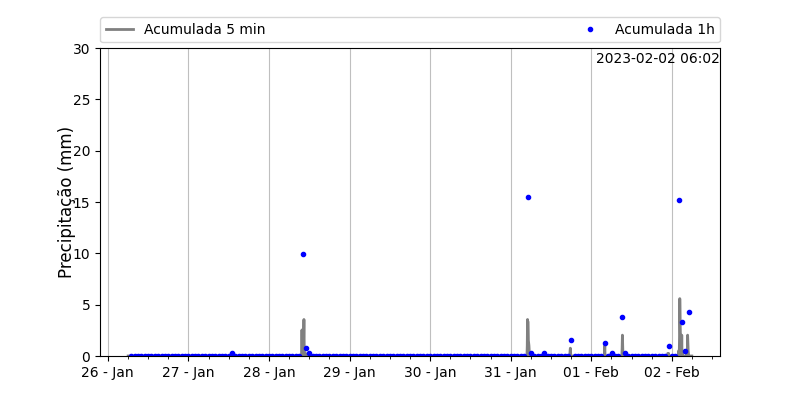 Acumulada 5 min
Acumulada 1h
2023-02-02 06:02
Precipitação (mm)
30
25
20
15
10
5
0
26 - Jan
27 - Jan
28 - Jan
29 - Jan
30 - Jan
31 - Jan
01 - Feb
02 - Feb